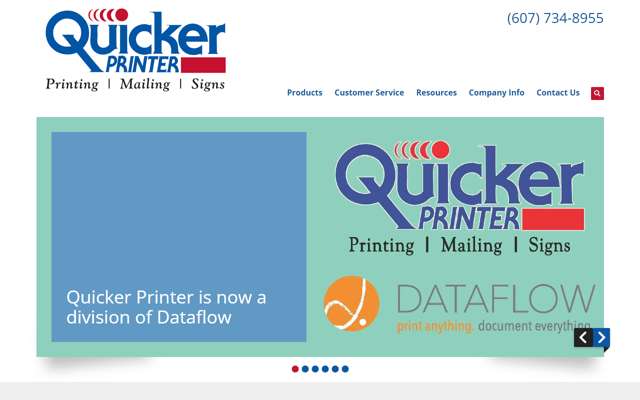 Quicker
PRINTER
Printing | Mailing | Signs
(607) 734-8955
Products Customer Service Resources Company Info Contact Us
Quicker
PRINTER
Printing | Mailing | Signs
Quicker Printer is now a
division of Dataflow
DATAFLOW
print anything. document everything.